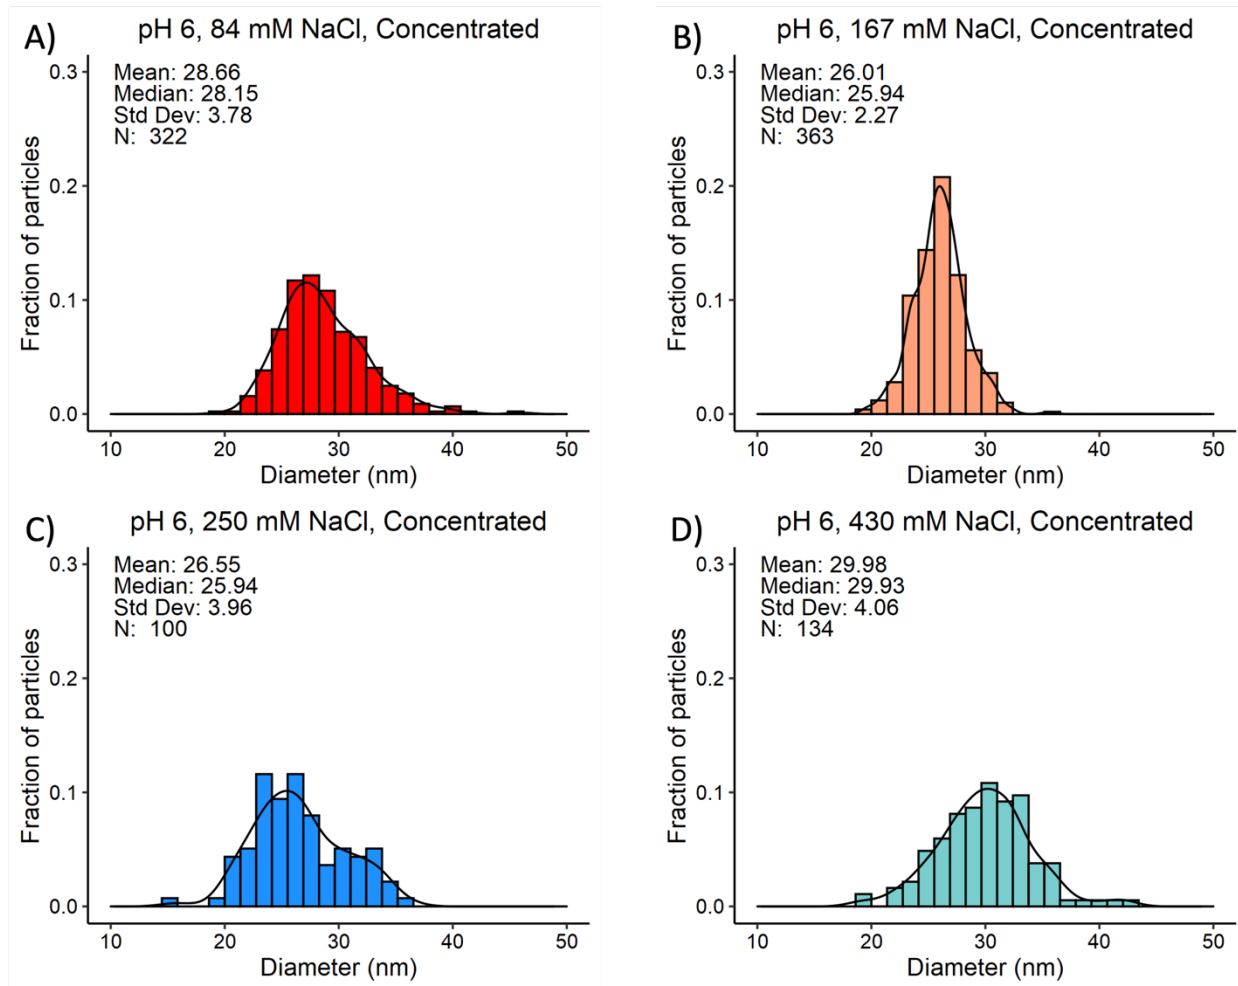 A)
pH 6, 84 mM NaCl, Concentrated
Mean: 28.66
Median: 28.15
Std Dev: 3.78
N: 322
Fraction of particles
0.3
0.2
0.1
0.0
10 20 30 40 50
Diameter (nm)
B)
pH 6, 167 mM NaCl, Concentrated
Mean: 26.01
Median: 25.94
Std Dev: 2.27
N: 363
Fraction of particles
0.3
0.2
0.1
0.0
10 20 30 40 50
Diameter (nm)
C)
pH 6, 250 mM NaCl, Concentrated
Mean: 26.55
Median: 25.94
Std Dev: 3.96
N: 100
Fraction of particles
0.3
0.2
0.1
0.0
10 20 30 40 50
Diameter (nm)
D)
pH 6, 430 mM NaCl, Concentrated
Mean: 29.98
Median: 29.93
Std Dev: 4.06
N: 134
Fraction of particles
0.3
0.2
0.1
0.0
10 20 30 40 50
Diameter (nm)